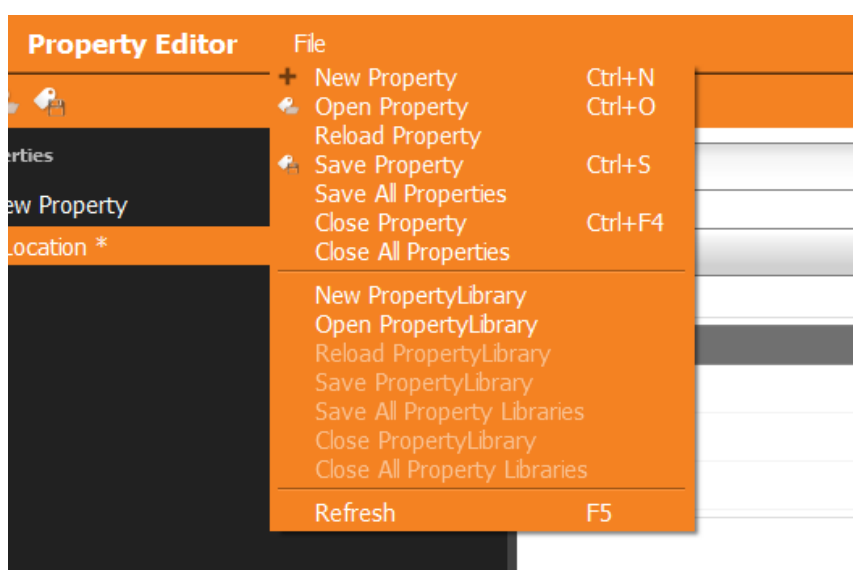 Property Editor File
New Property Ctrl+N
Open Property Ctrl+O
Reload Property
Save Property Ctrl+S
Save All Properties
Close Property Ctrl+F4
Close All Properties
New PropertyLibrary
Open PropertyLibrary
Reload PropertyLibrary
Save PropertyLibrary
Save All Property Libraries
Close PropertyLibrary
Close All Property Libraries
Refresh F5
erties
ew Property
Location *